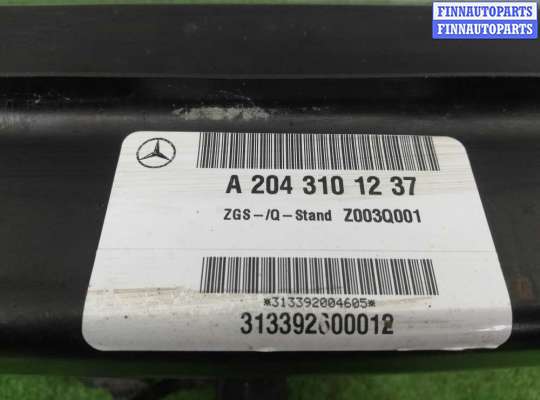 FINNAUTOPARTS
FINNAUTOPARTS
A 204 310 12 37
ZGS-/Q-Stand Z003Q001
*313392004605*
313392600012